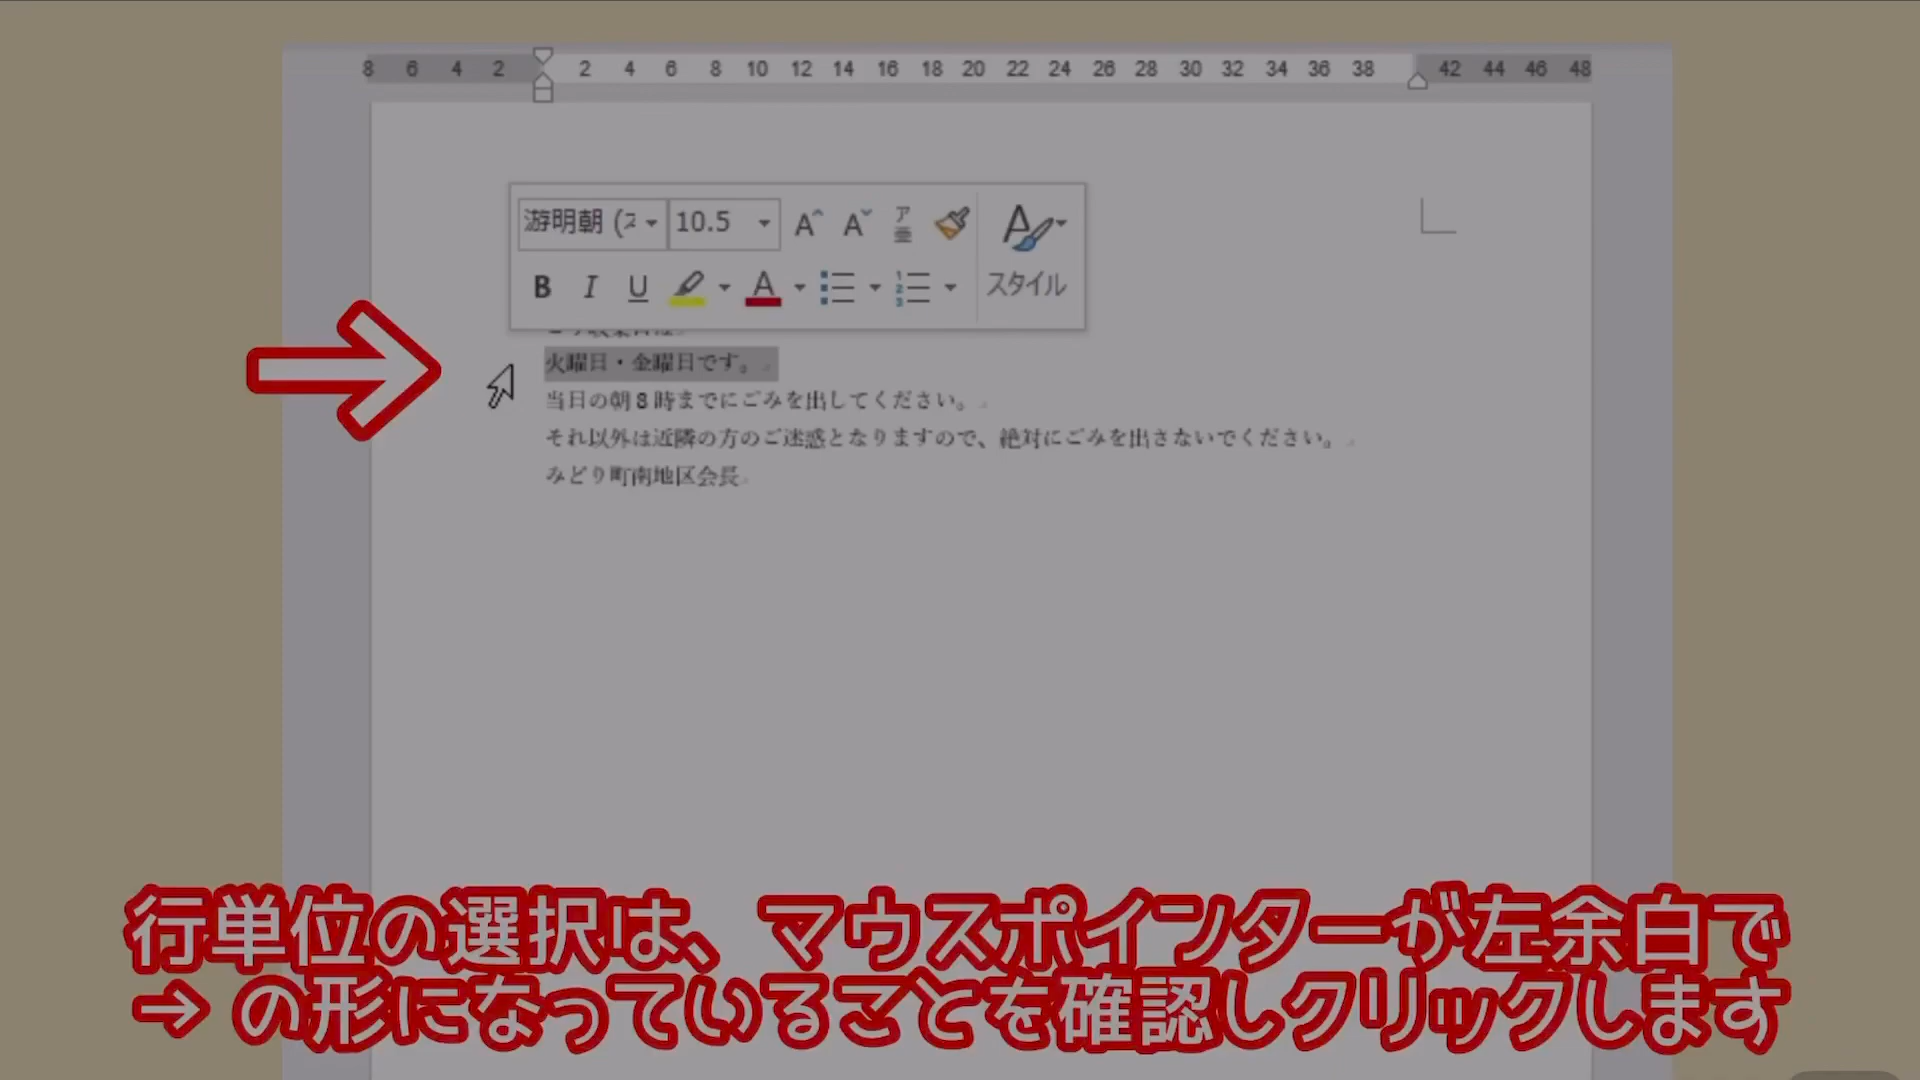 8 6 4 2 2 4 6 8 10 12 14 16 18 20 22 24 26 28 30 32 34 36 38 42 44 46 48
游明朝 (ス 10.5 A A ア亜 A
B I U A スタイル
火曜日・金曜日です。
当日の朝８時までにごみを出してください。
それ以外は近隣の方のご迷惑となりますので、絶対にごみを出さないでください。
みどり町南地区会長
行単位の選択は、マウスポインターが左余白で
→ の形になっていることを確認しクリックします